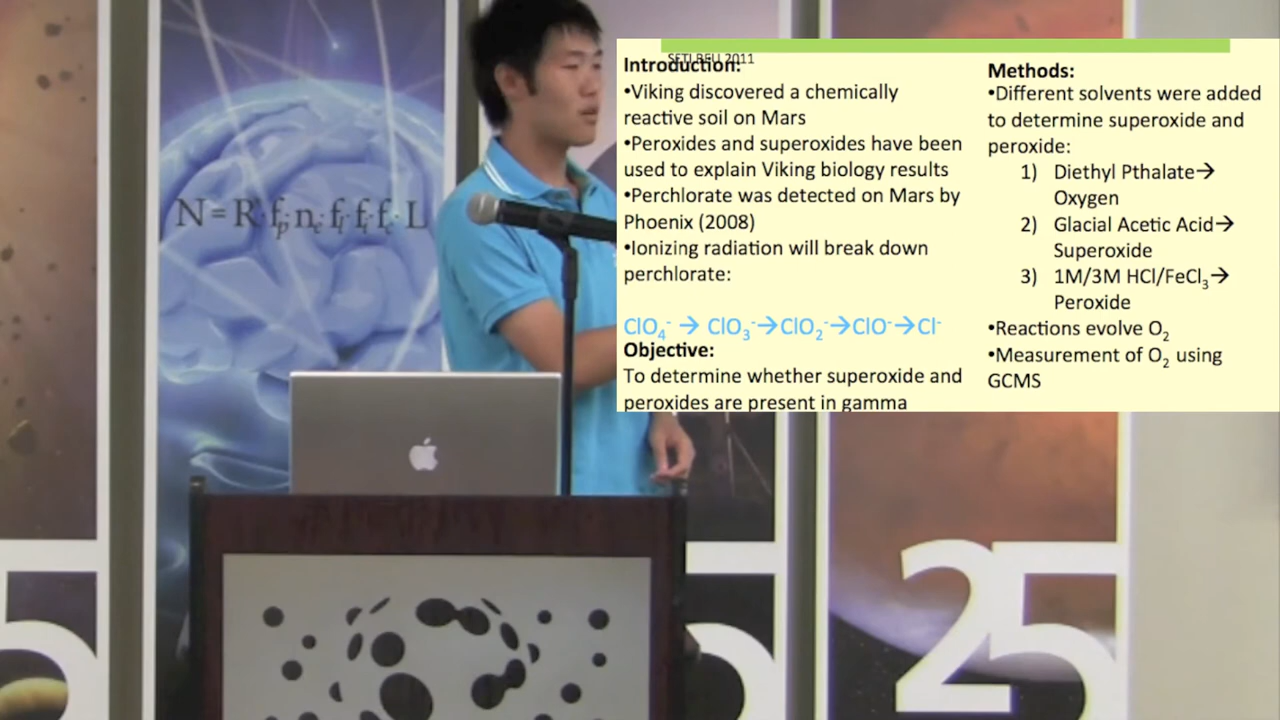 N = R* fp ne fl fi fc L
SETI REU 2011
Introduction:
•Viking discovered a chemically
reactive soil on Mars
•Peroxides and superoxides have been
used to explain Viking biology results
•Perchlorate was detected on Mars by
Phoenix (2008)
•Ionizing radiation will break down
perchlorate:
ClO₄⁻ → ClO₃⁻→ClO₂⁻→ClO⁻→Cl⁻
Objective:
To determine whether superoxide and
peroxides are present in gamma
Methods:
•Different solvents were added
to determine superoxide and
peroxide:
1) Diethyl Pthalate→
Oxygen
2) Glacial Acetic Acid→
Superoxide
3) 1M/3M HCl/FeCl₃→
Peroxide
•Reactions evolve O₂
•Measurement of O₂ using
GCMS
5
25